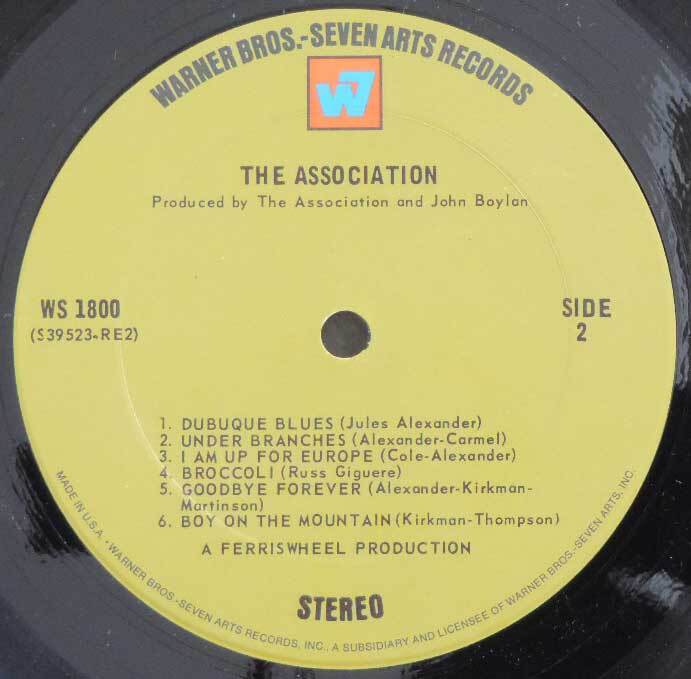 WARNER BROS.-SEVEN ARTS RECORDS
W7
THE ASSOCIATION
Produced by The Association and John Boylan
WS 1800
(S39523-RE2)
SIDE
2
1. DUBUQUE BLUES (Jules Alexander)
2. UNDER BRANCHES (Alexander-Carmel)
3. I AM UP FOR EUROPE (Cole-Alexander)
4. BROCCOLI (Russ Giguere)
5. GOODBYE FOREVER (Alexander-Kirkman-
Martinson)
6. BOY ON THE MOUNTAIN (Kirkman-Thompson)
A FERRISWHEEL PRODUCTION
STEREO
MADE IN U.S.A. -WARNER BROS.-SEVEN ARTS RECORDS, INC., A SUBSIDIARY AND LICENSEE OF WARNER BROS.-SEVEN ARTS, INC.